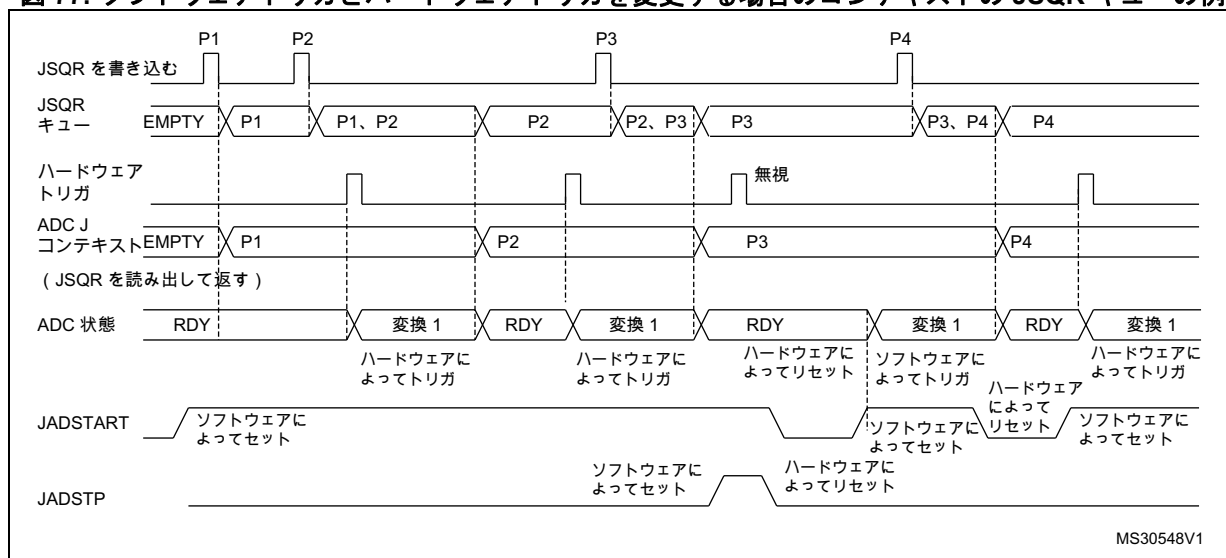 図 77. ソフトウェアトリガとハードウェアトリガを変更する場合のコンテキストの JSQR キューの例
P1 P2 P3 P4
JSQR を書き込む
JSQR
キュー EMPTY P1 P1、P2 P2 P2、P3 P3 P3、P4 P4
ハードウェア
トリガ 無視
ADC J
コンテキスト EMPTY P1 P2 P3 P4
( JSQR を読み出して返す )
ADC 状態 RDY 変換 1 RDY 変換 1 RDY 変換 1 RDY 変換 1
ハードウェアに
よってトリガ
ハードウェアに
よってトリガ
ハードウェアに
よってリセット
ソフトウェアに
よってトリガ
ハードウェア
によって
リセット
ハードウェアに
よってトリガ
JADSTART
ソフトウェアに
よってセット
ソフトウェアに
よってセット
ソフトウェアに
よってセット
JADSTP
ソフトウェアに
よってセット
ハードウェアに
よってリセット
MS30548V1